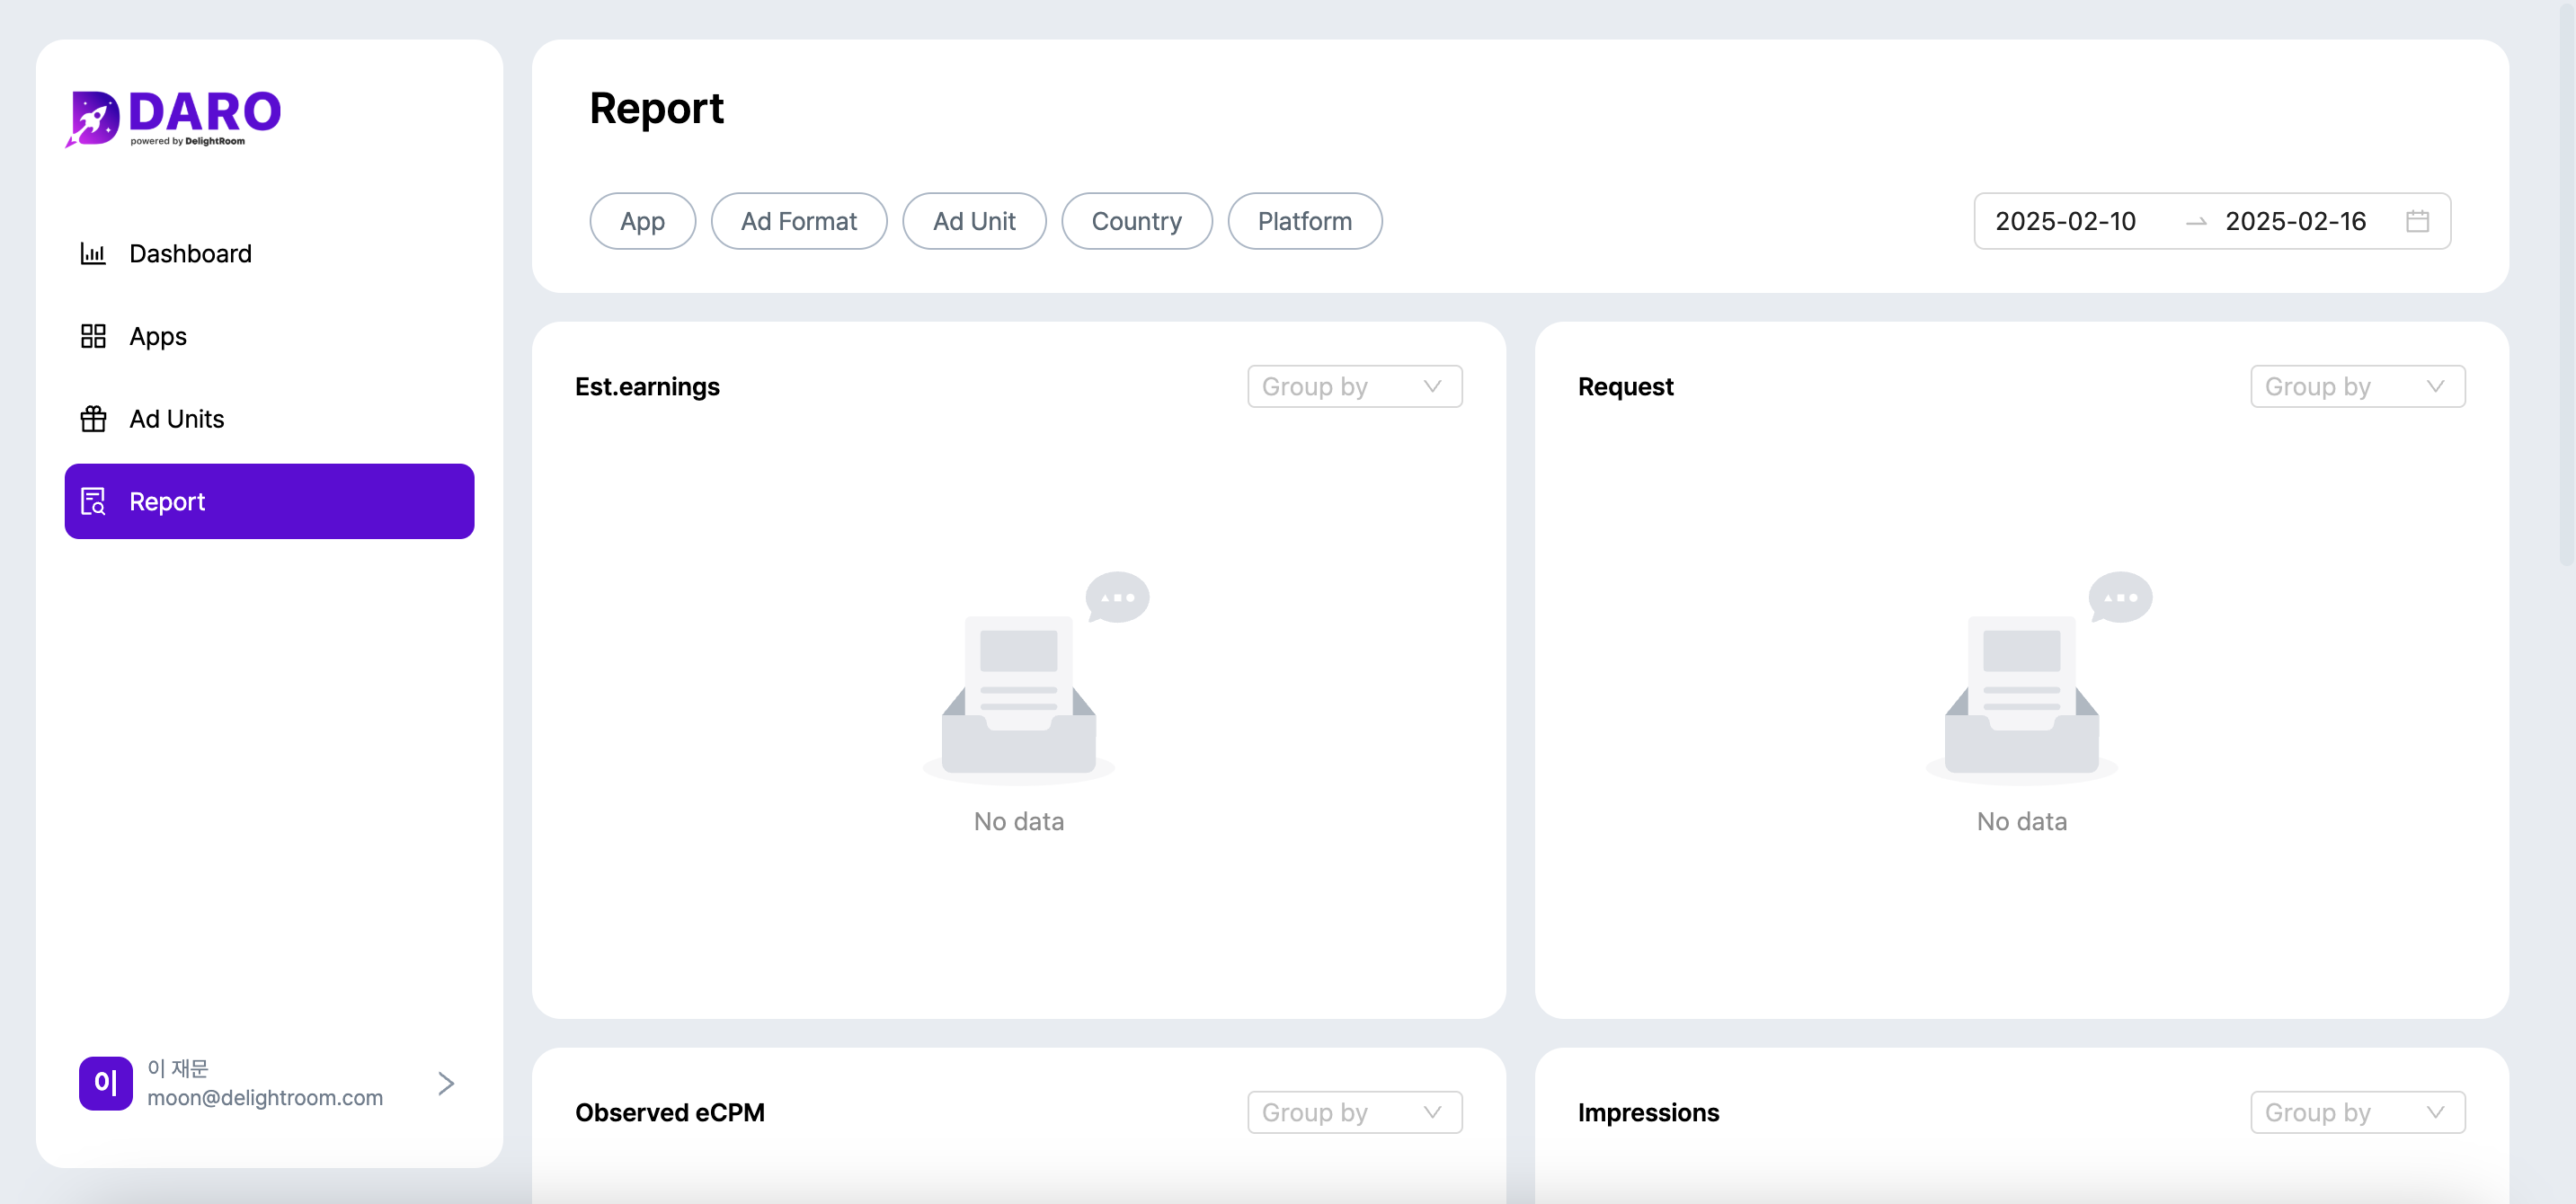 DARO
powered by DelightRoom
Dashboard
Apps
Ad Units
Report
이
이 재문
moon@delightroom.com
Report
App
Ad Format
Ad Unit
Country
Platform
2025-02-10
2025-02-16
Est.earnings
Group by
No data
Request
Group by
No data
Observed eCPM
Group by
Impressions
Group by